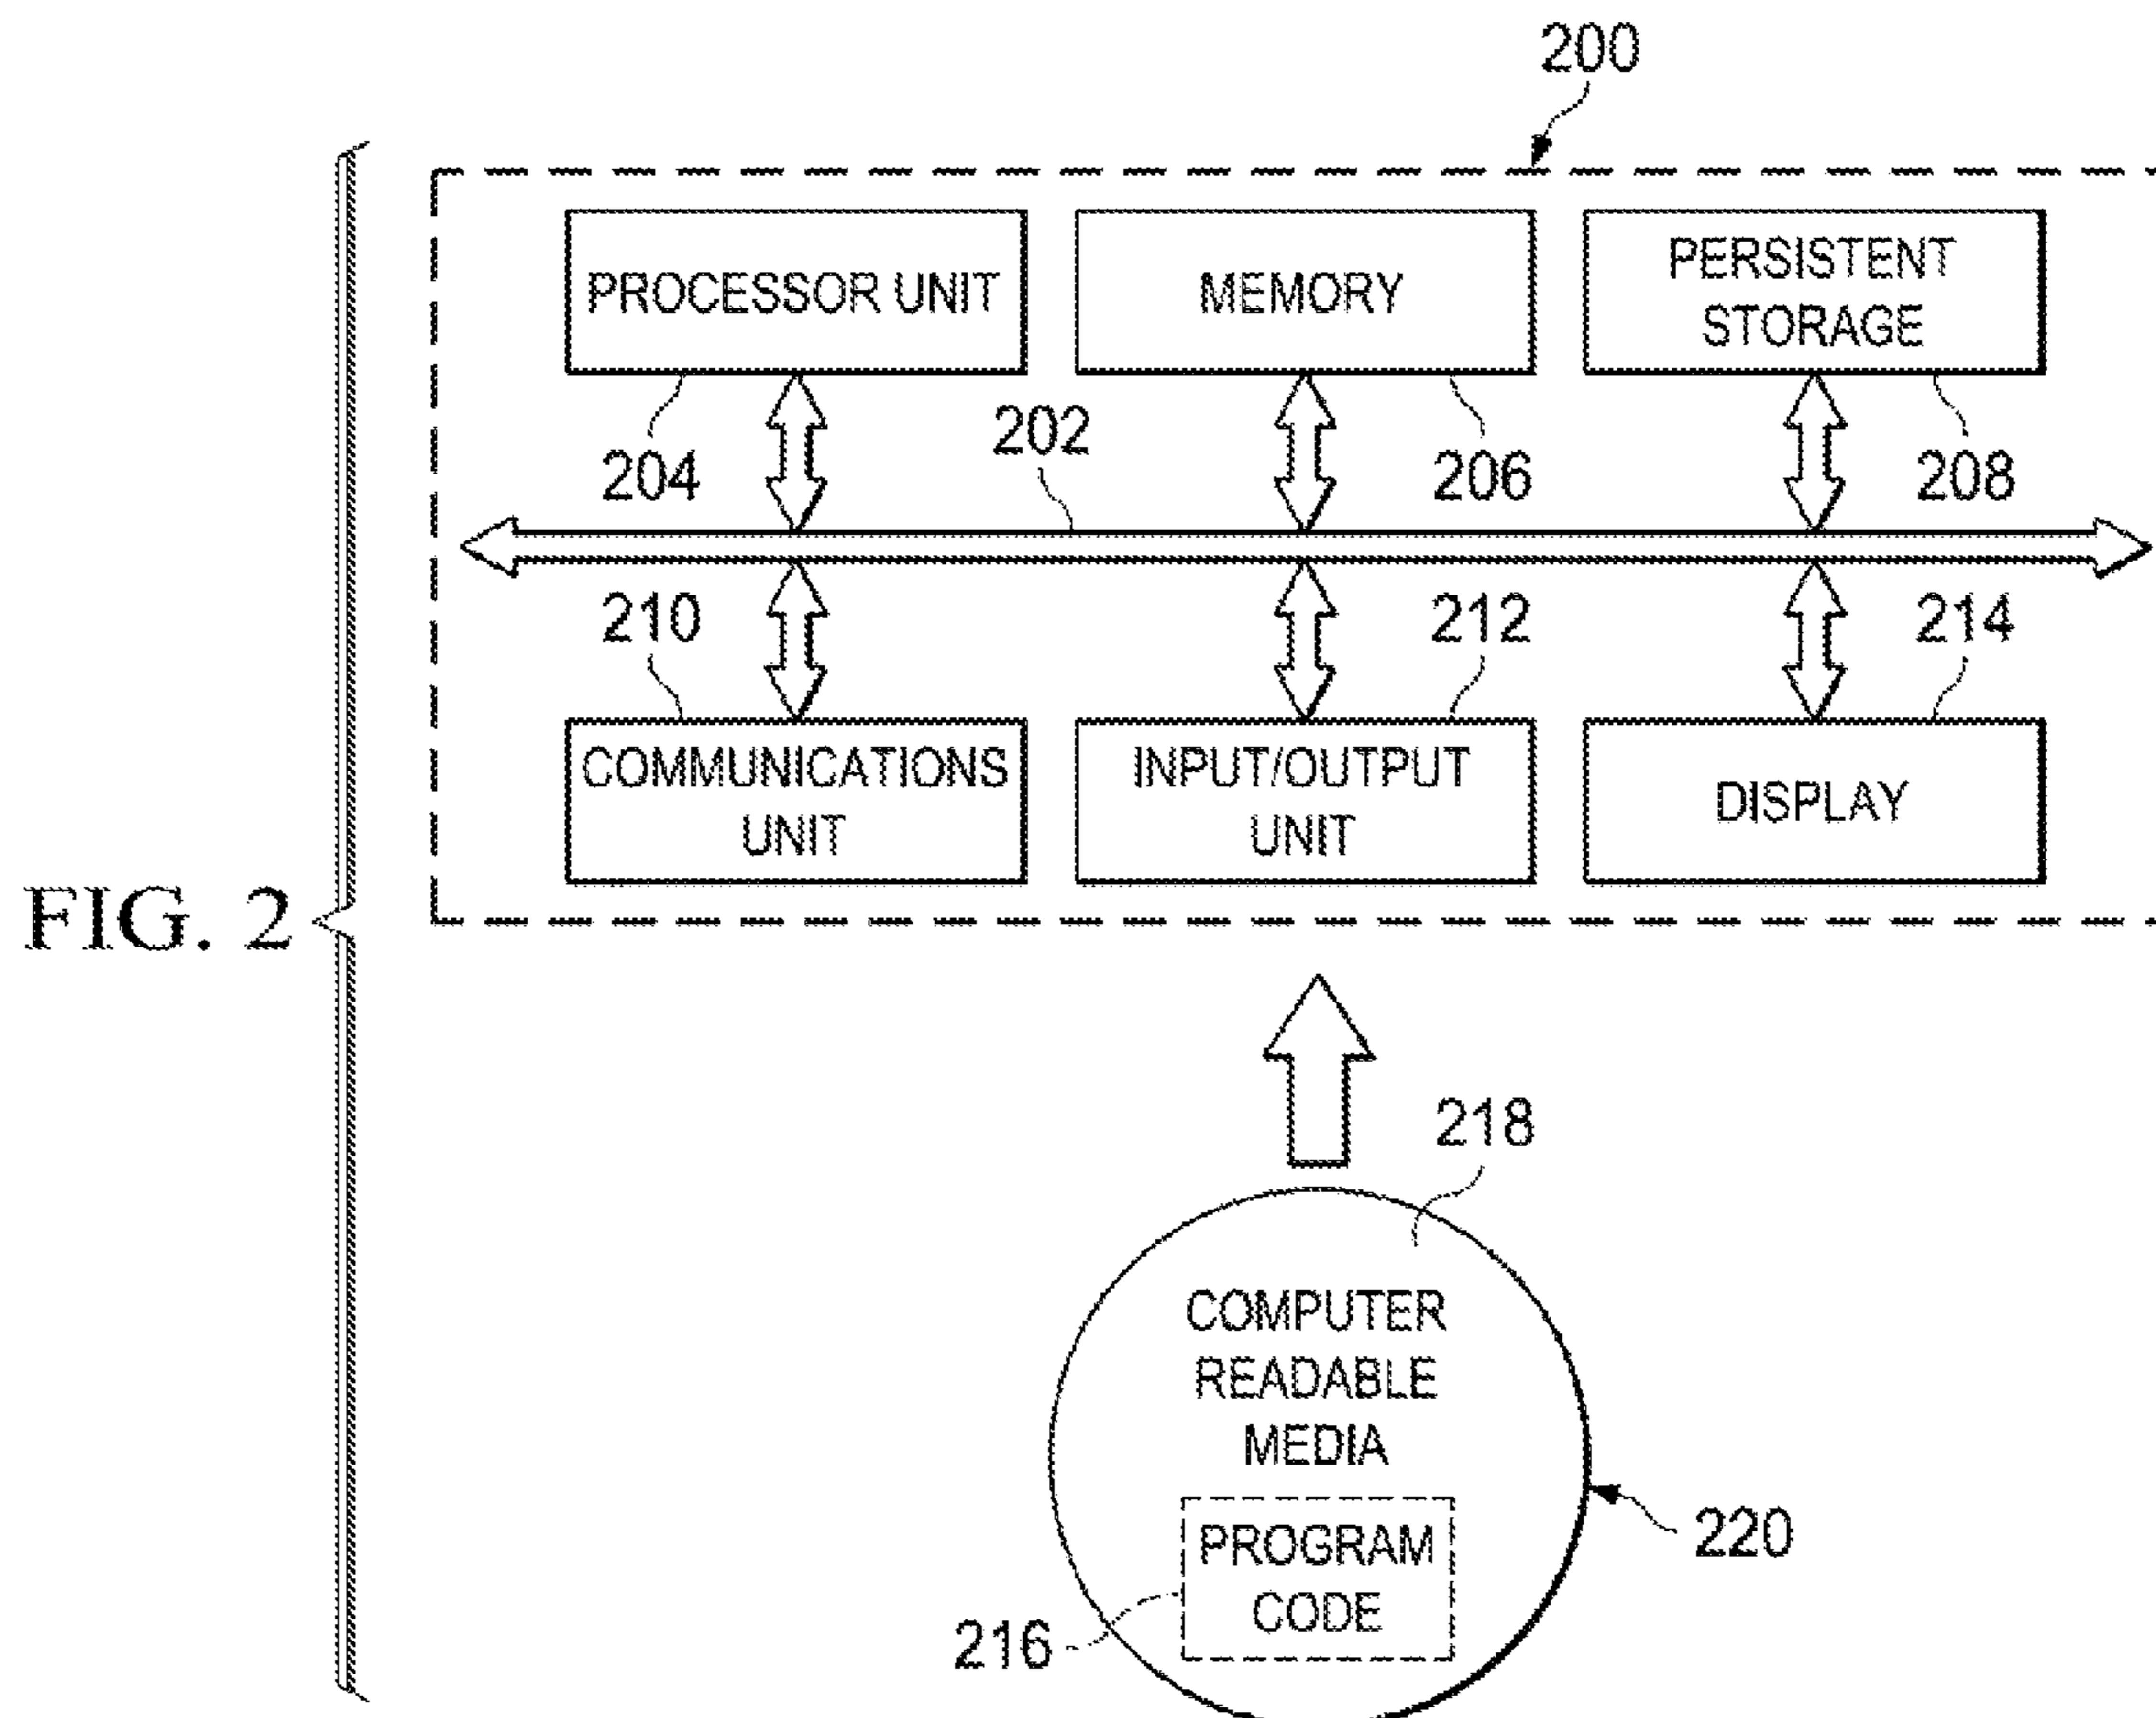 200
PROCESSOR UNIT
MEMORY
PERSISTENT
STORAGE
204
202
206
208
210
212
214
COMMUNICATIONS
UNIT
INPUT/OUTPUT
UNIT
DISPLAY
FIG. 2
218
COMPUTER
READABLE
MEDIA
PROGRAM
CODE
220
216